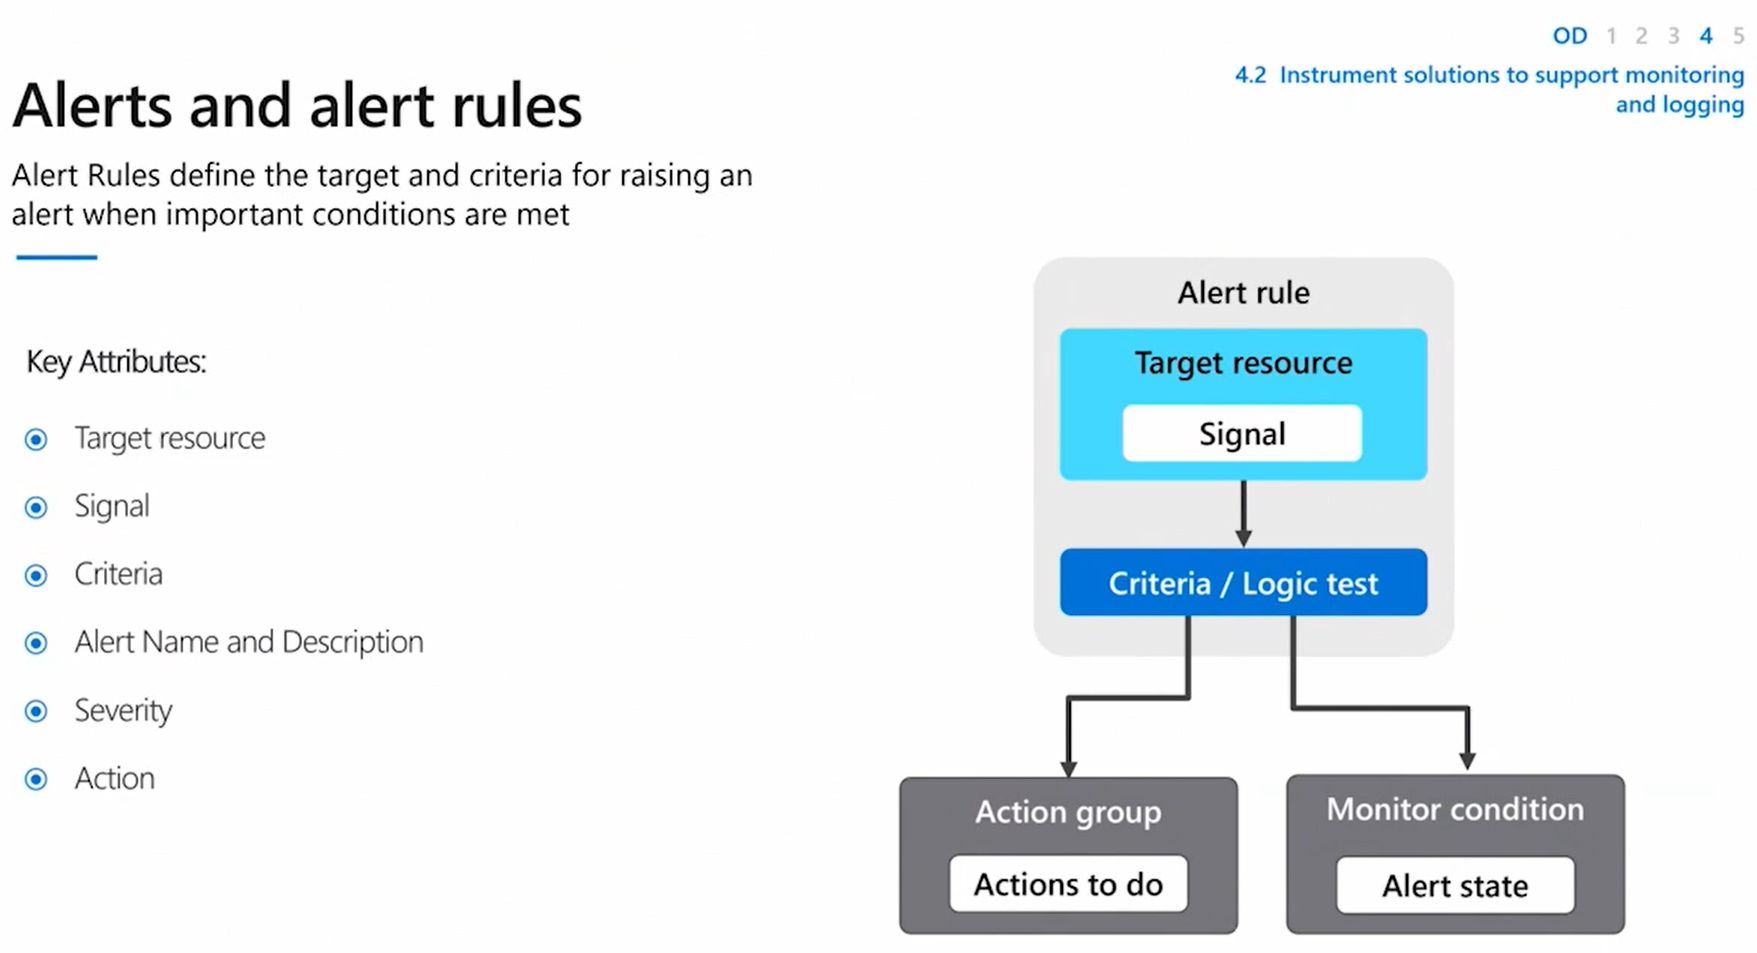 OD 1 2 3 4 5
4.2 Instrument solutions to support monitoring
and logging
Alerts and alert rules
Alert Rules define the target and criteria for raising an
alert when important conditions are met
Key Attributes:
Target resource
Signal
Criteria
Alert Name and Description
Severity
Action
Alert rule
Target resource
Signal
Criteria / Logic test
Action group
Actions to do
Monitor condition
Alert state